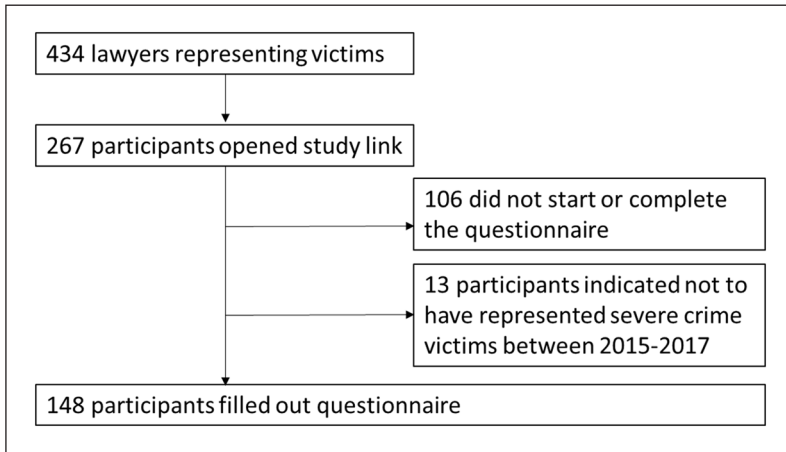 434 lawyers representing victims
267 participants opened study link
106 did not start or complete
the questionnaire
13 participants indicated not to
have represented severe crime
victims between 2015-2017
148 participants filled out questionnaire